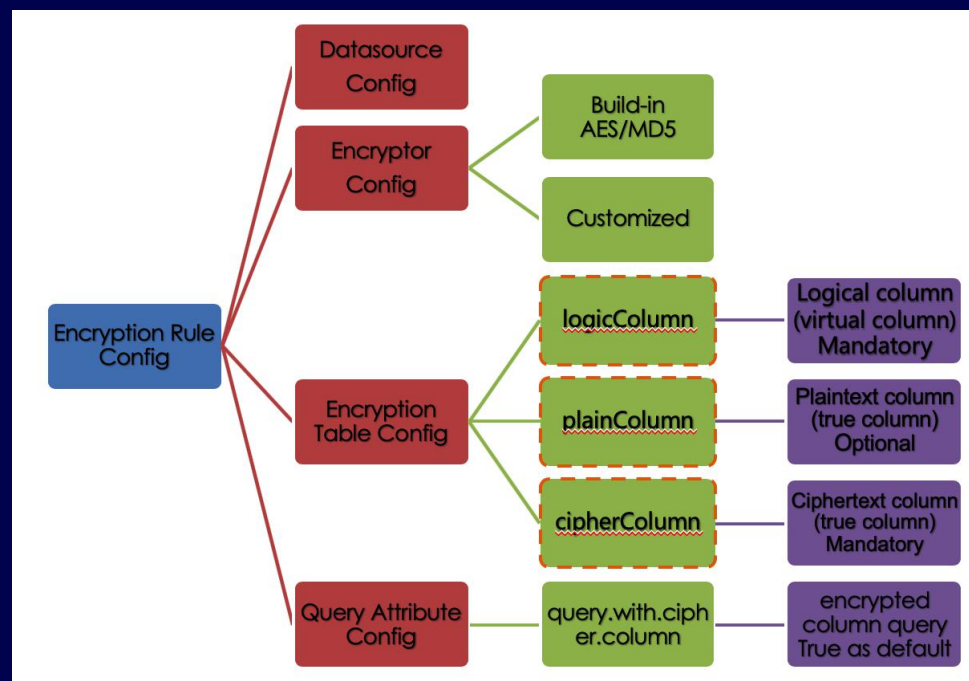 Datasource
Config
Encryptor
Config
Build-in
AES/MD5
Customized
Encryption Rule
Config
Encryption
Table Config
logicColumn
Logical column
(virtual column)
Mandatory
plainColumn
Plaintext column
(true column)
Optional
cipherColumn
Ciphertext column
(true column)
Mandatory
Query Attribute
Config
query.with.ciph
er.column
encrypted
column query
True as default